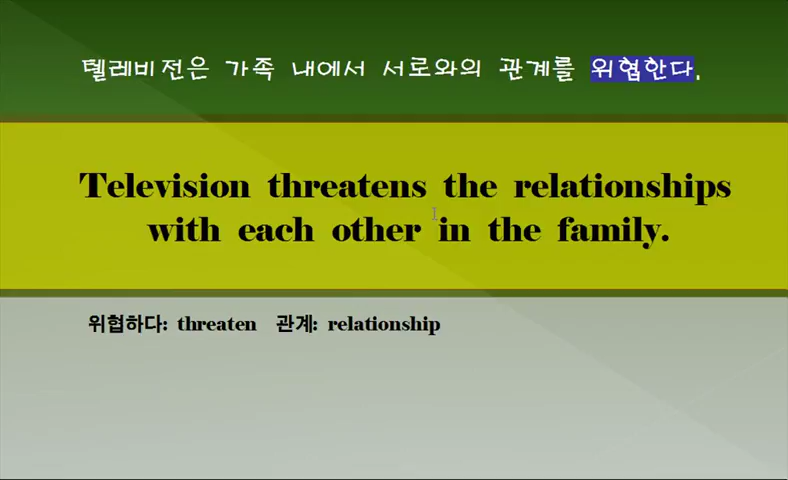 텔레비전은 가족 내에서 서로와의 관계를 위협한다.
Television threatens the relationships
with each other in the family.
위협하다: threaten 관계: relationship